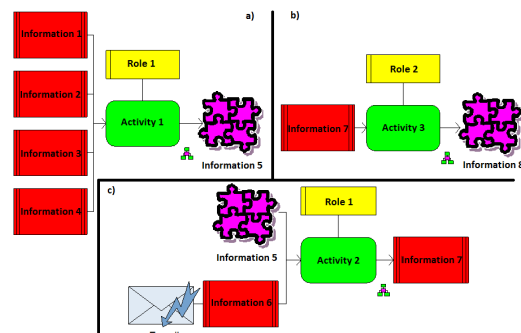 a)
Information 1
Role 1
Information 2
Activity 1
Information 3
Information 5
Information 4
b)
Role 2
Information 7
Activity 3
Information 8
c)
Role 1
Information 5
Activity 2
Information 7
Information 6